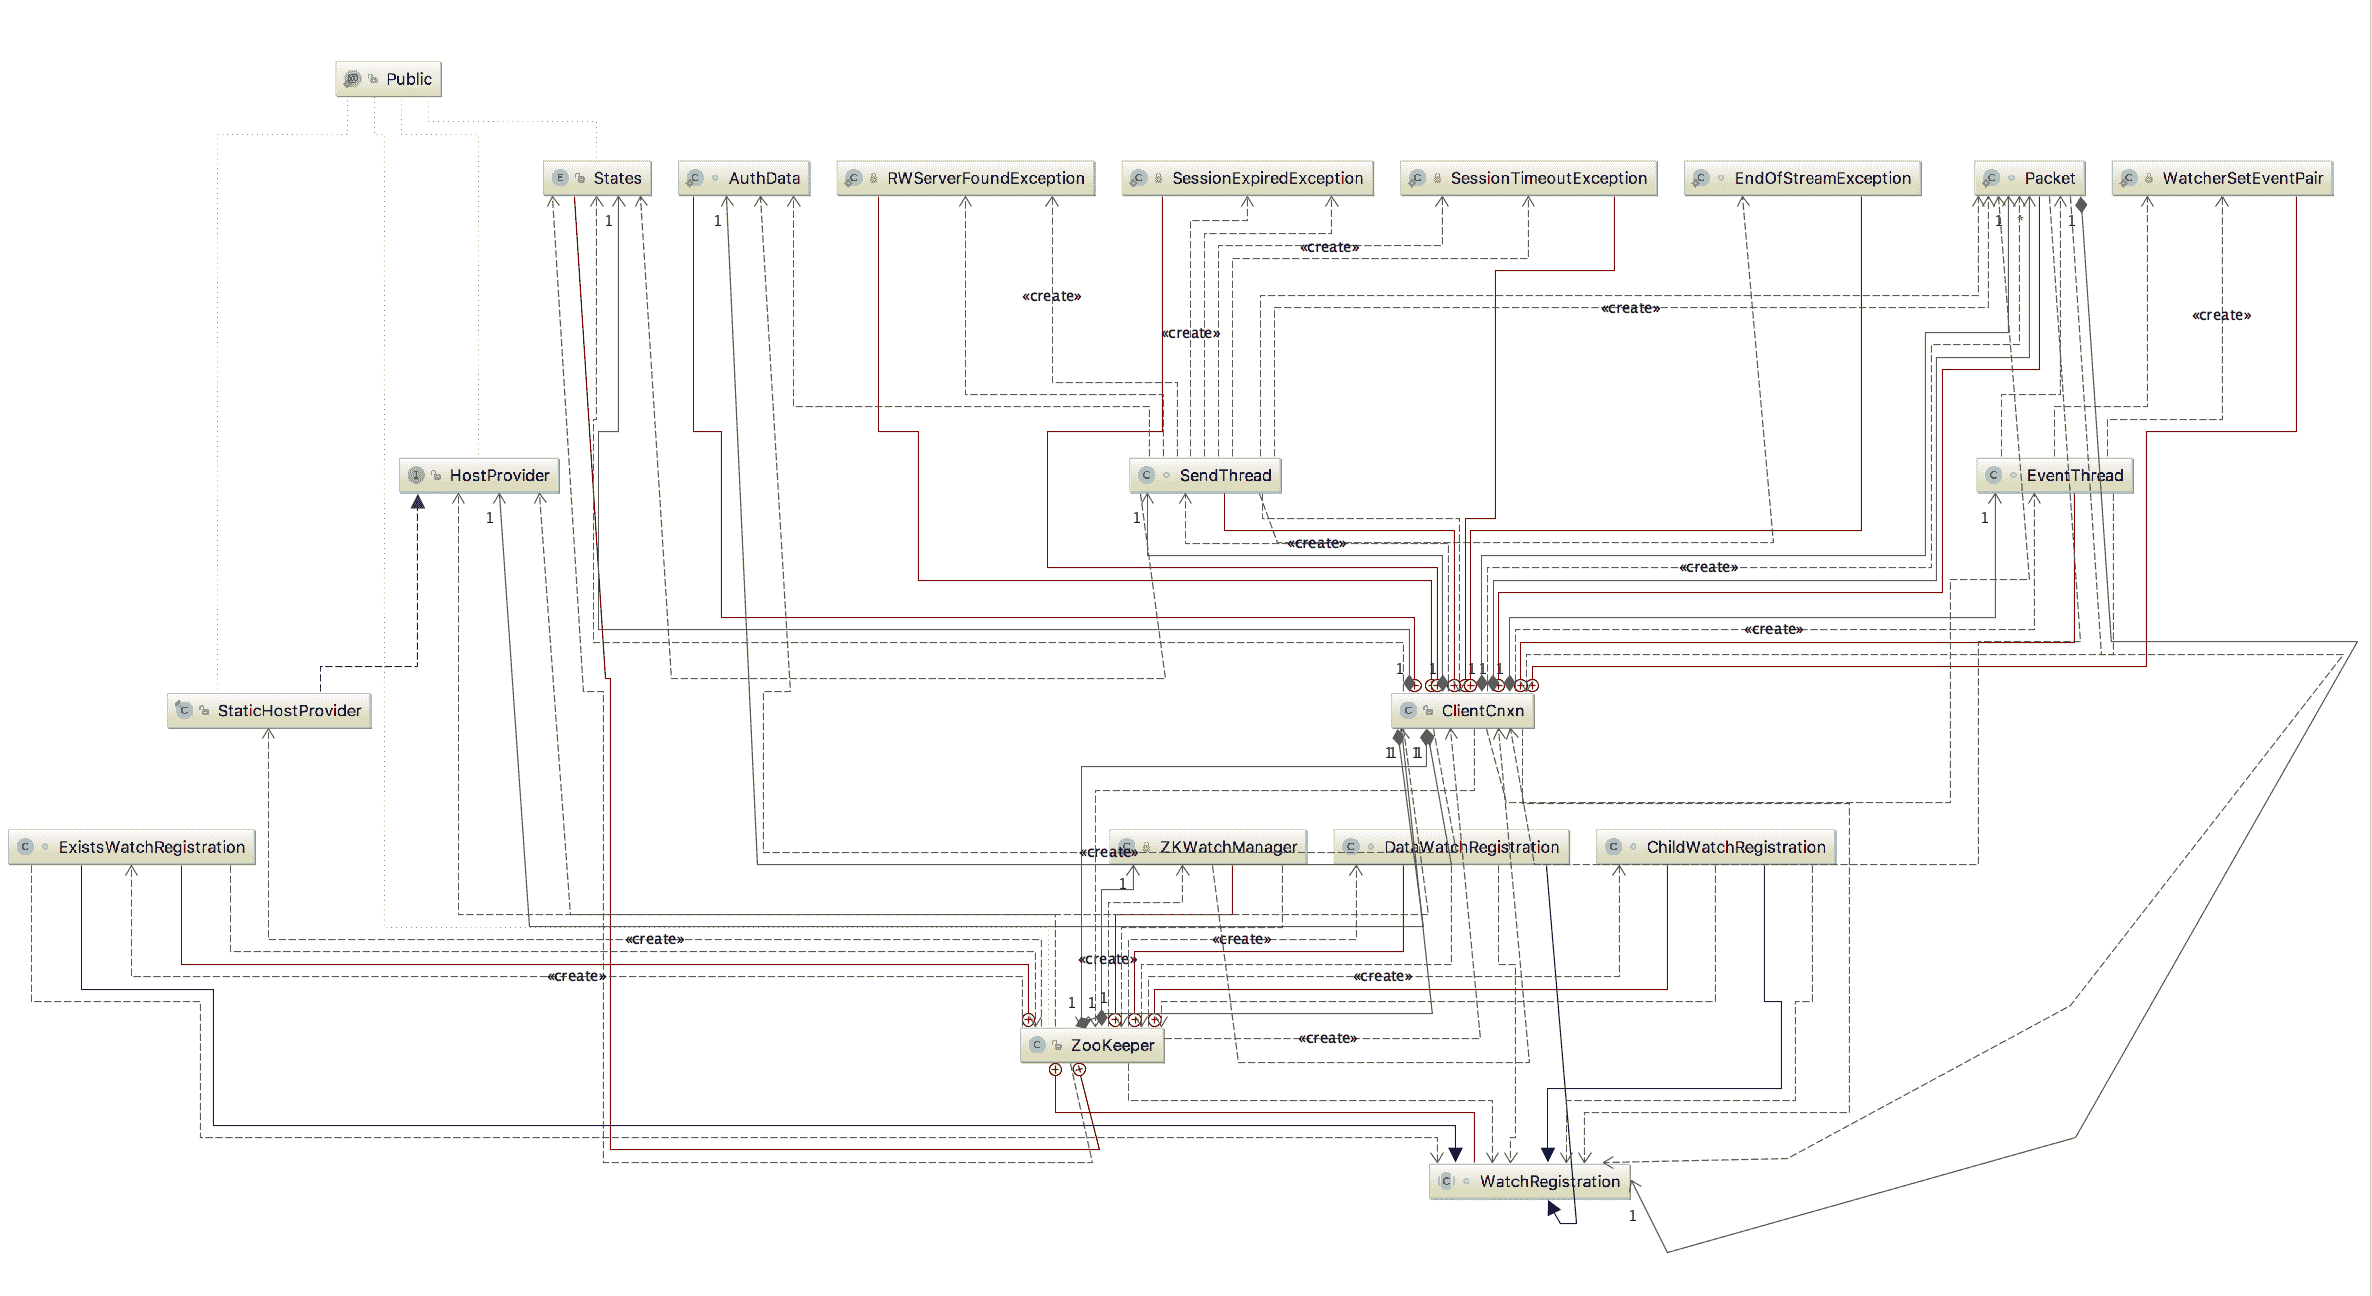 Public
States
AuthData
RWServerFoundException
SessionExpiredException
SessionTimeoutException
EndOfStreamException
Packet
WatcherSetEventPair
1
1
1
*
1
«create»
«create»
«create»
«create»
«create»
HostProvider
SendThread
EventThread
1
1
1
«create»
«create»
«create»
1
1
1
1
1
StaticHostProvider
ClientCnxn
1
1
1
1
ExistsWatchRegistration
ZKWatchManager
DataWatchRegistration
ChildWatchRegistration
«create»
1
«create»
«create»
«create»
«create»
«create»
1
1
1
ZooKeeper
«create»
WatchRegistration
1